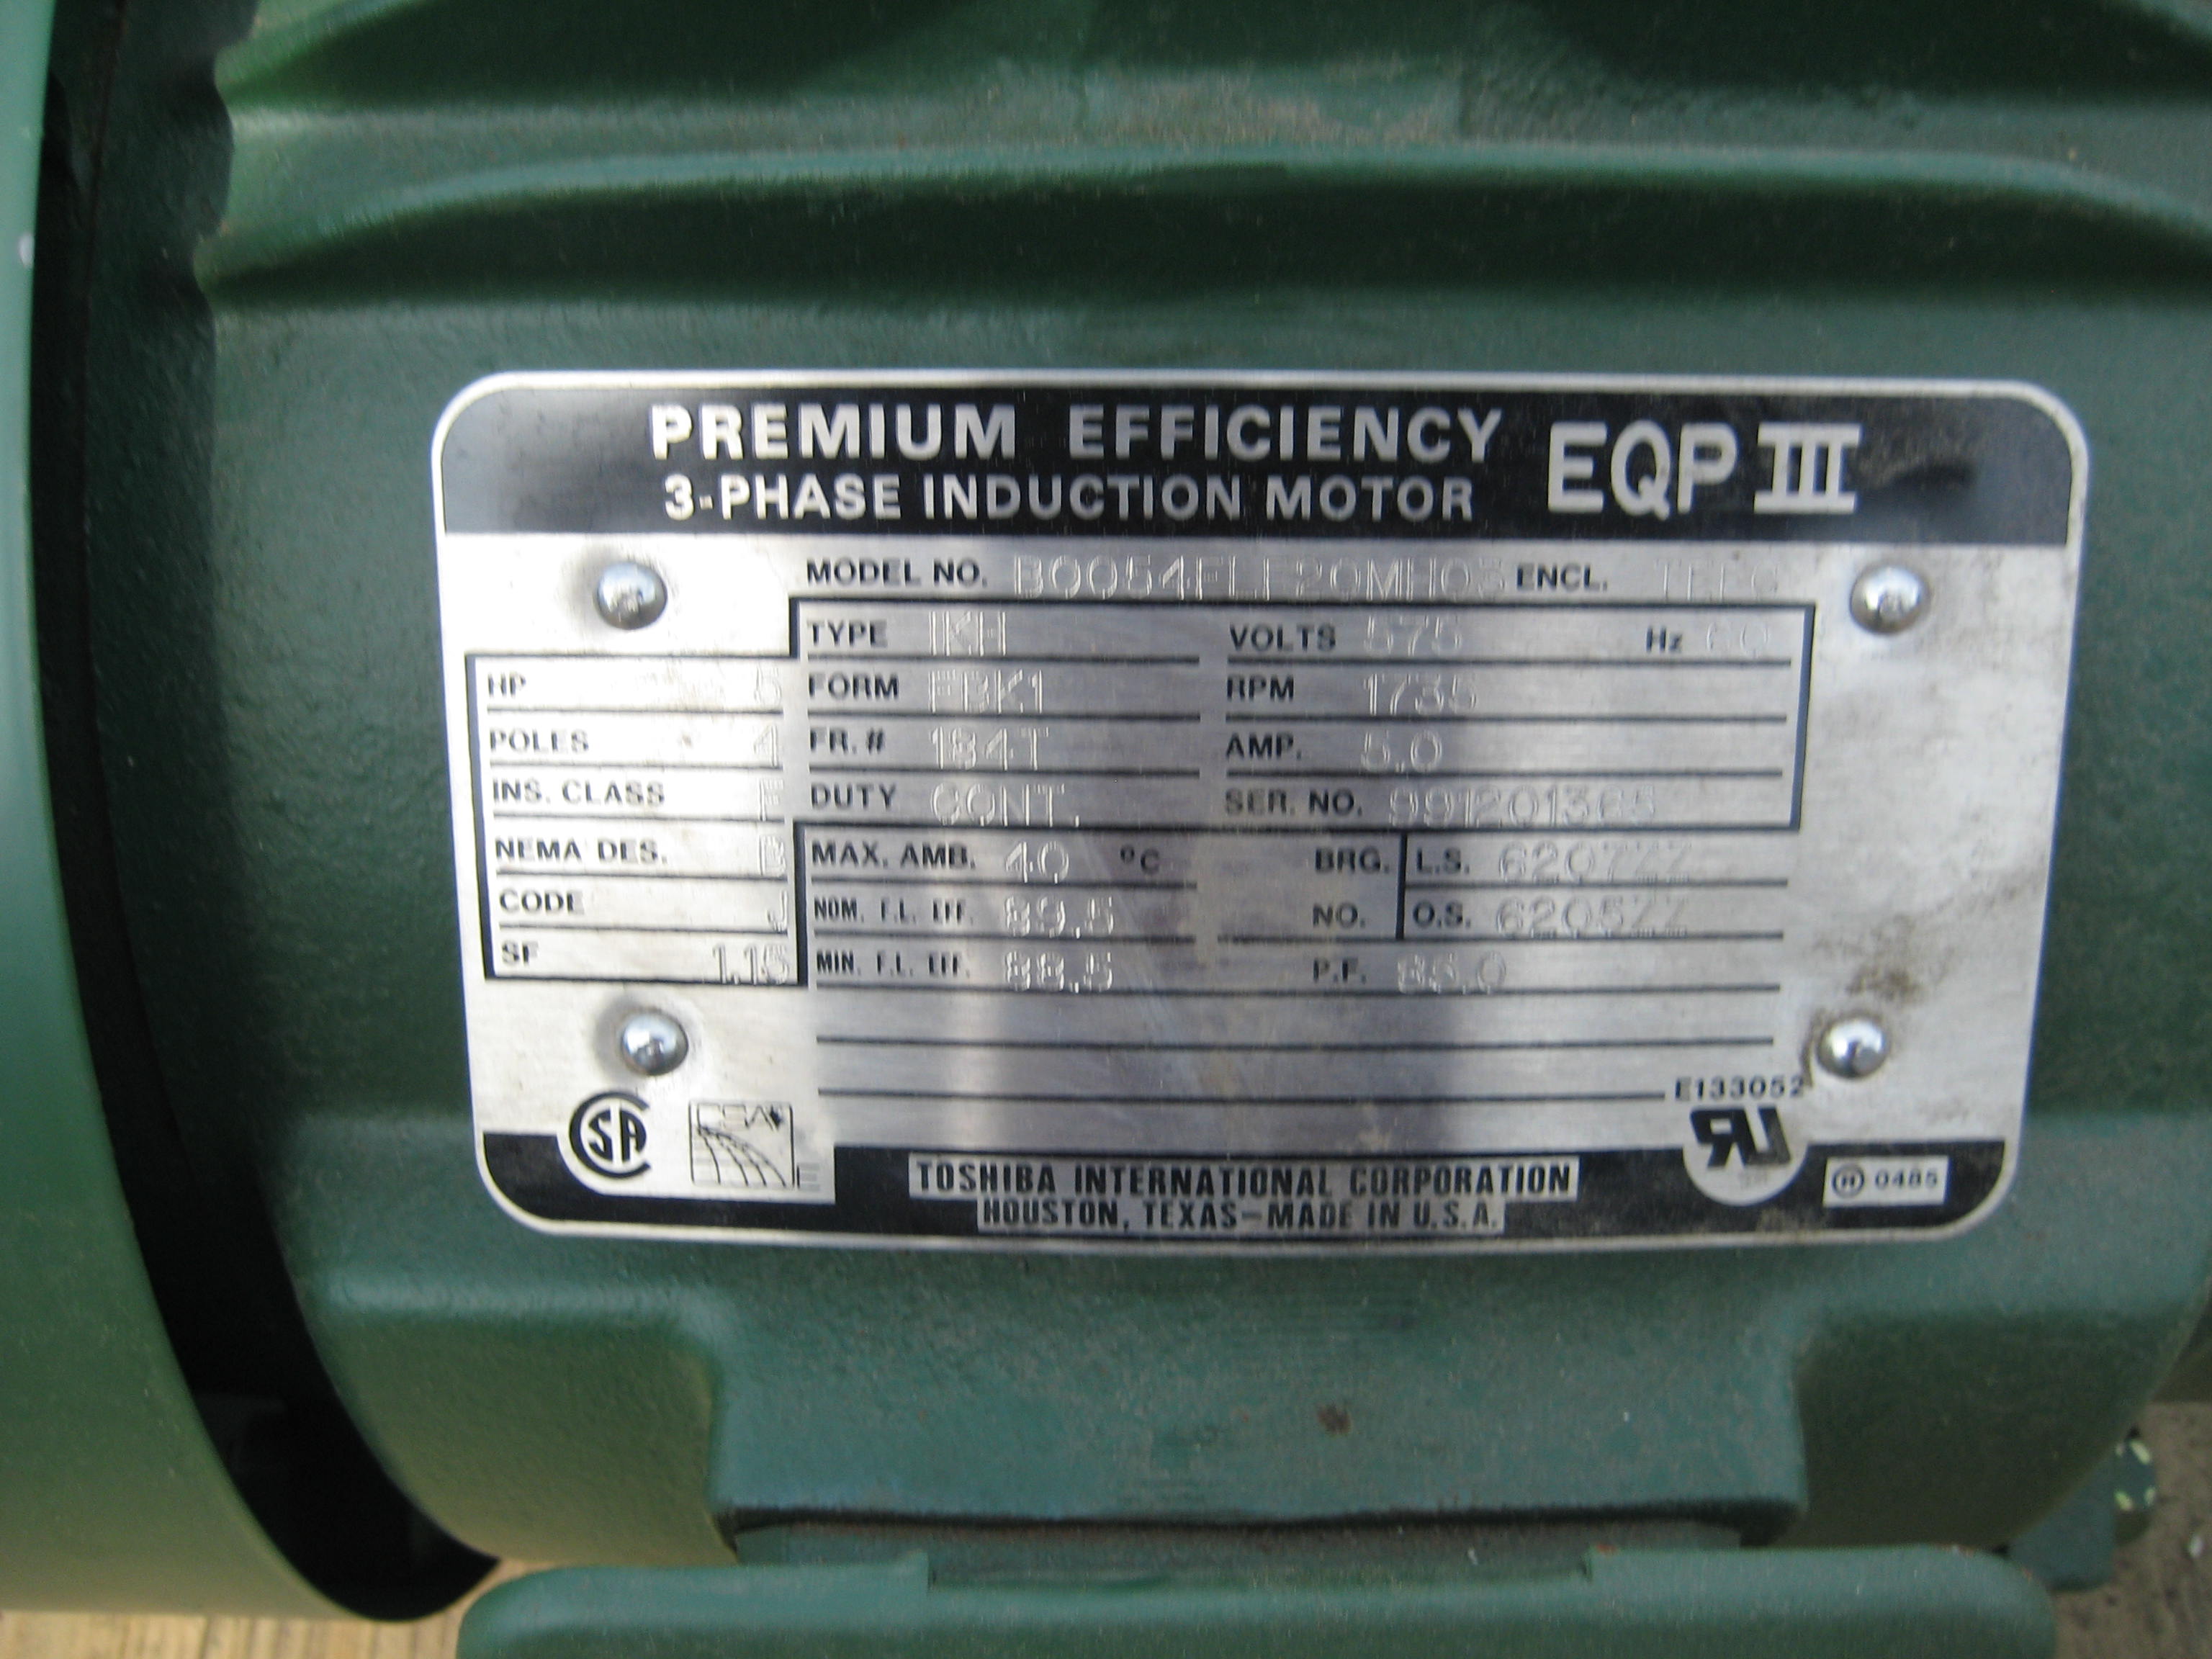 PREMIUM EFFICIENCY
3-PHASE INDUCTION MOTOR EQP III
MODEL NO. B0054FLF20MH03 ENCL. TEFC
TYPE IKH VOLTS 575 Hz 60
HP 5 FORM FBK1 RPM 1735
POLES 4 FR.# 184T AMP. 5.0
INS. CLASS F DUTY CONT. SER. NO. 991201365
NEMA DES. B MAX. AMB. 40 °C BRG. L.S. 6207ZZ
CODE J NOM. F.L. EFF. 89.5 NO. O.S. 6205ZZ
SF 1.15 MIN. F.L. EFF. 88.5 P.F.
E133052
CSA
TOSHIBA INTERNATIONAL CORPORATION
HOUSTON, TEXAS-MADE IN U.S.A.
0485